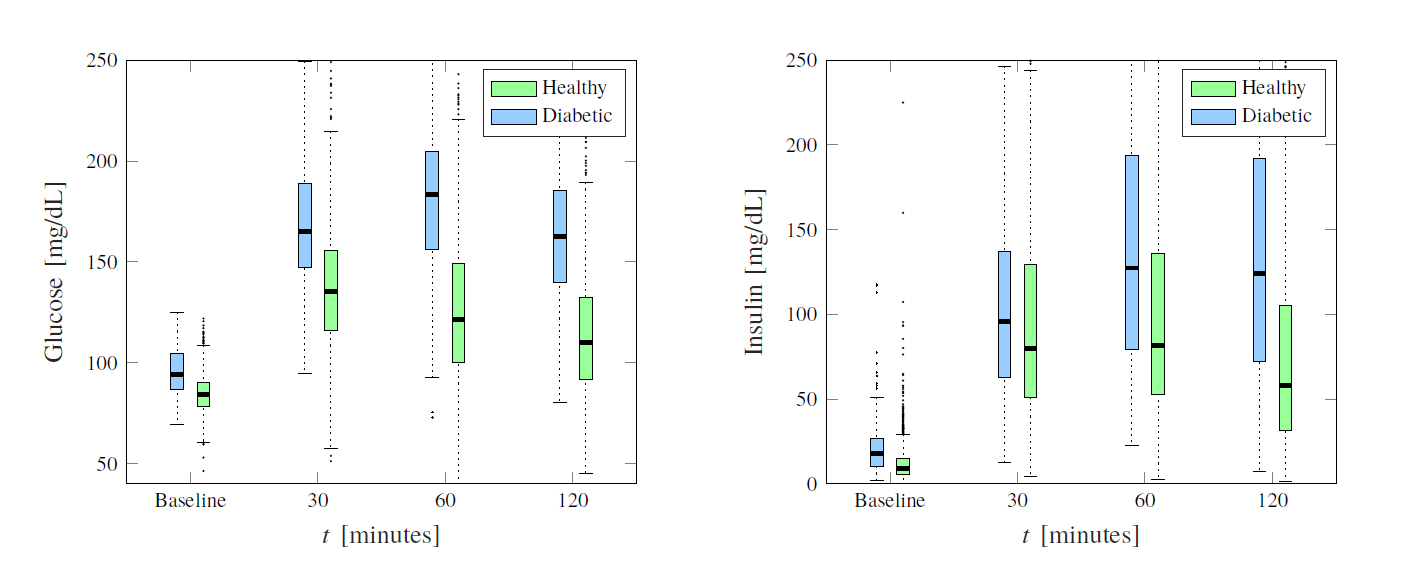 250
200
150
100
50
Glucose [mg/dL]
Healthy
Diabetic
Baseline 30 60 120
t [minutes]
250
200
150
100
50
0
Insulin [mg/dL]
Healthy
Diabetic
Baseline 30 60 120
t [minutes]